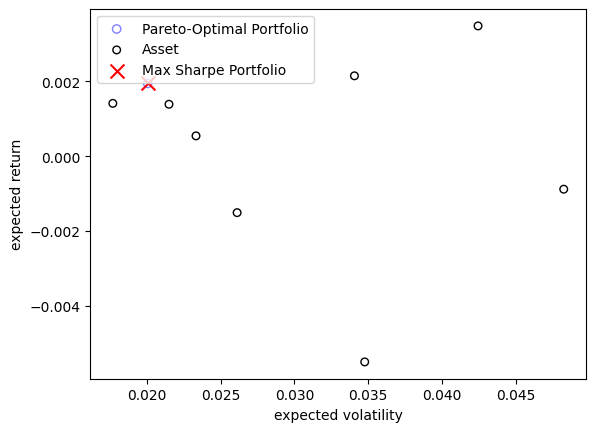 Pareto-Optimal Portfolio
Asset
Max Sharpe Portfolio
0.002
0.000
−0.002
−0.004
expected return
0.020 0.025 0.030 0.035 0.040 0.045
expected volatility